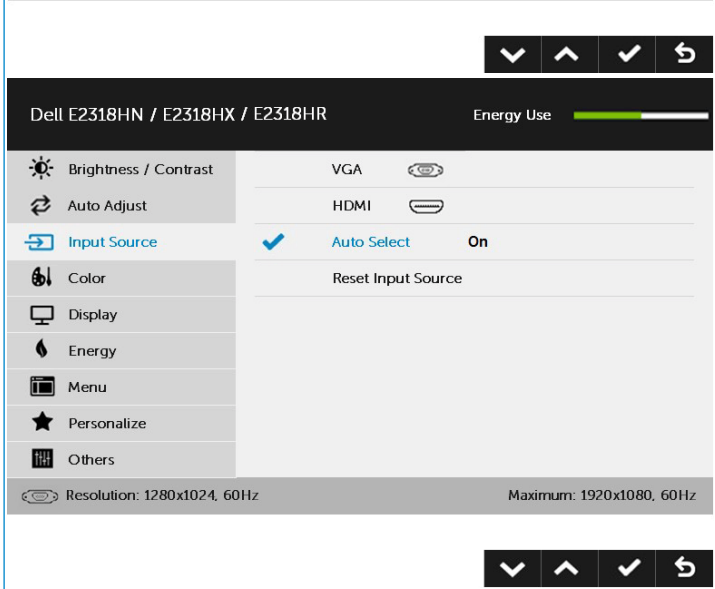 Dell E2318HN / E2318HX / E2318HR Energy Use
Brightness / Contrast VGA
Auto Adjust HDMI
Input Source Auto Select On
Color Reset Input Source
Display
Energy
Menu
Personalize
Others
Resolution: 1280x1024, 60Hz Maximum: 1920x1080, 60Hz